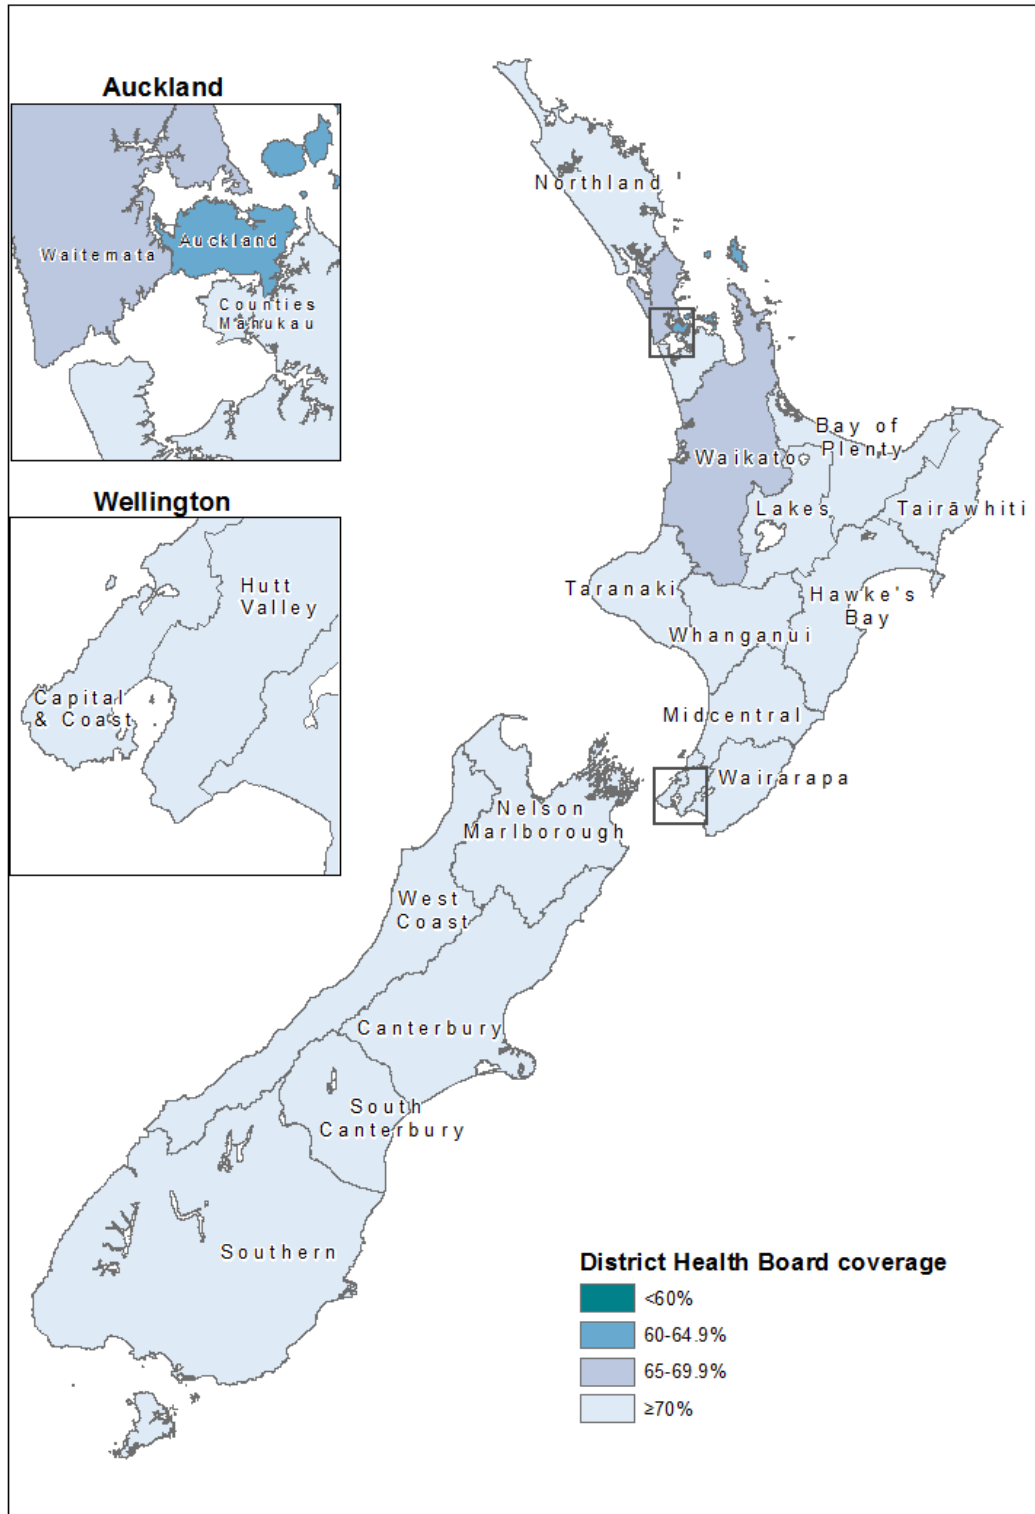 Auckland
Waitemata
Auckland
Counties
Manukau
Wellington
Hutt
Valley
Capital
& Coast
Northland
Bay of
Plenty
Waikato
Lakes
Tairāwhiti
Taranaki
Hawke's
Bay
Whanganui
Midcentral
Wairarapa
Nelson
Marlborough
West
Coast
Canterbury
South
Canterbury
Southern
District Health Board coverage
<60%
60-64.9%
65-69.9%
≥70%